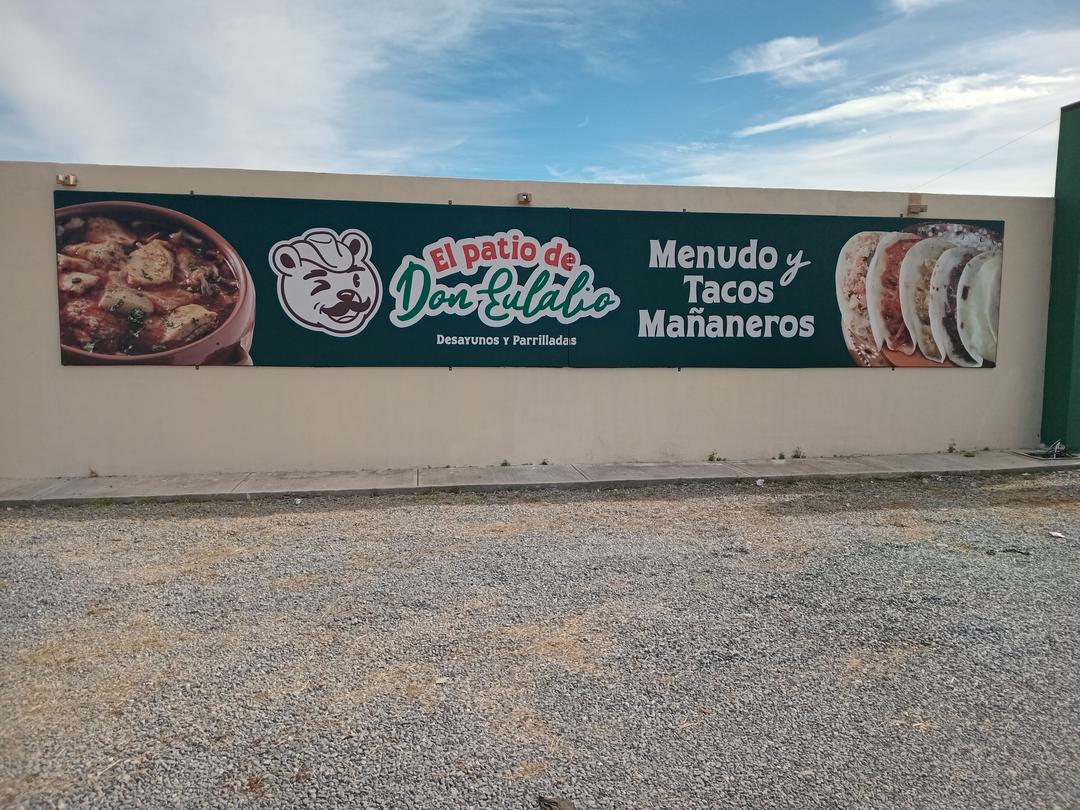 El patio de
Don Eulalio
Desayunos y Parrilladas
Menudo y
Tacos
Mañaneros